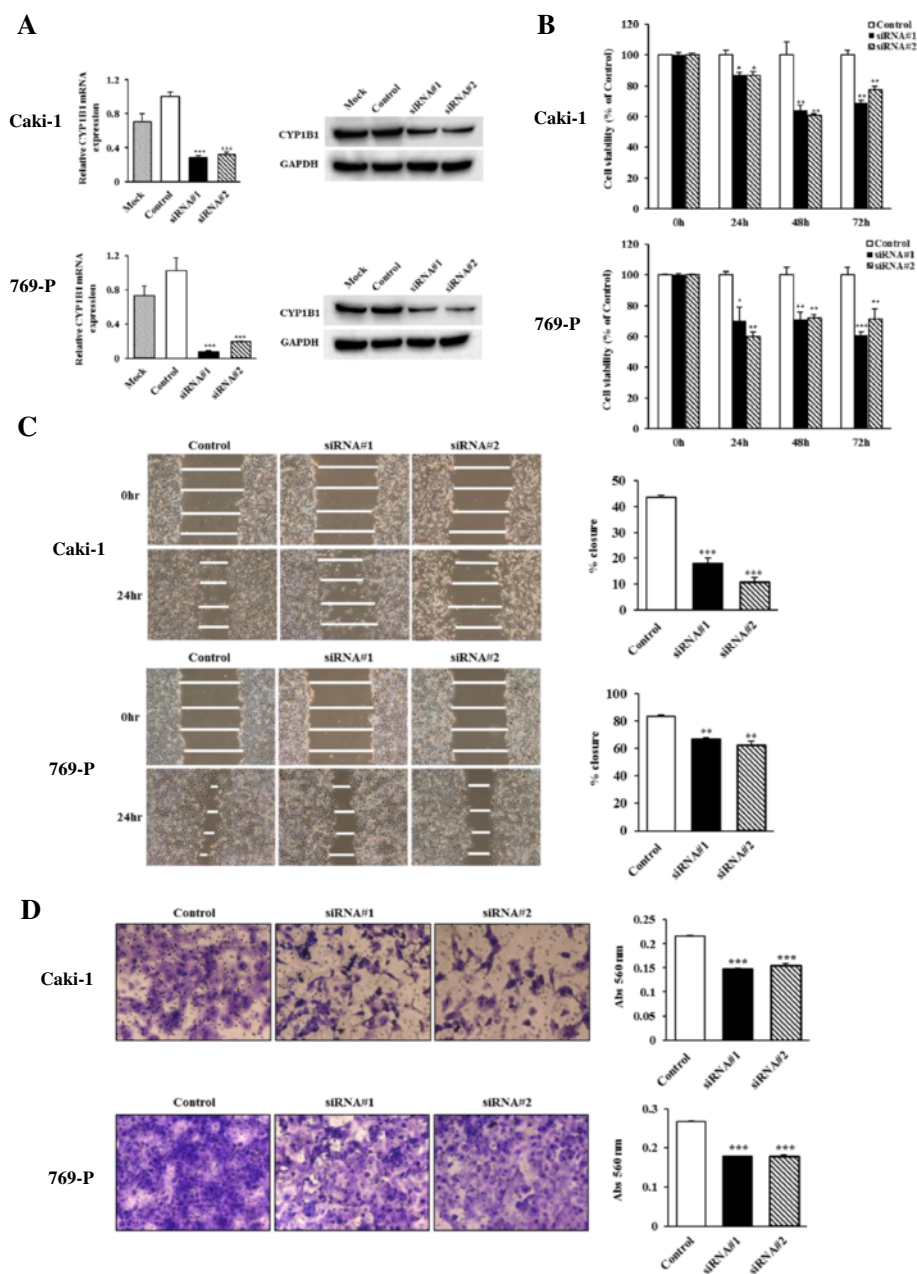 A
Caki-1
Relative CYP1B1 mRNA
expression
1.2
0.8
0.4
0
***
***
Mock
Control
siRNA#1
siRNA#2
Mock
Control
siRNA#1
siRNA#2
CYP1B1
GAPDH
769-P
Relative CYP1B1 mRNA
expression
1.2
0.8
0.4
0
***
***
Mock
Control
siRNA#1
siRNA#2
Mock
Control
siRNA#1
siRNA#2
CYP1B1
GAPDH
B
Caki-1
Cell viability (% of Control)
120
100
80
60
40
20
0
Control
siRNA#1
siRNA#2
*
*
**
**
**
**
0h
24h
48h
72h
769-P
Cell viability (% of Control)
120
100
80
60
40
20
0
Control
siRNA#1
siRNA#2
*
**
**
**
***
**
0h
24h
48h
72h
C
Caki-1
Control
siRNA#1
siRNA#2
0hr
24hr
% closure
50
40
30
20
10
0
***
***
Control
siRNA#1
siRNA#2
769-P
Control
siRNA#1
siRNA#2
0hr
24hr
% closure
100
80
60
40
20
0
**
**
Control
siRNA#1
siRNA#2
D
Caki-1
Control
siRNA#1
siRNA#2
Abs 560 nm
0.25
0.2
0.15
0.1
0.05
0
***
***
Control
siRNA#1
siRNA#2
769-P
Control
siRNA#1
siRNA#2
Abs 560 nm
0.3
0.2
0.1
0
***
***
Control
siRNA#1
siRNA#2